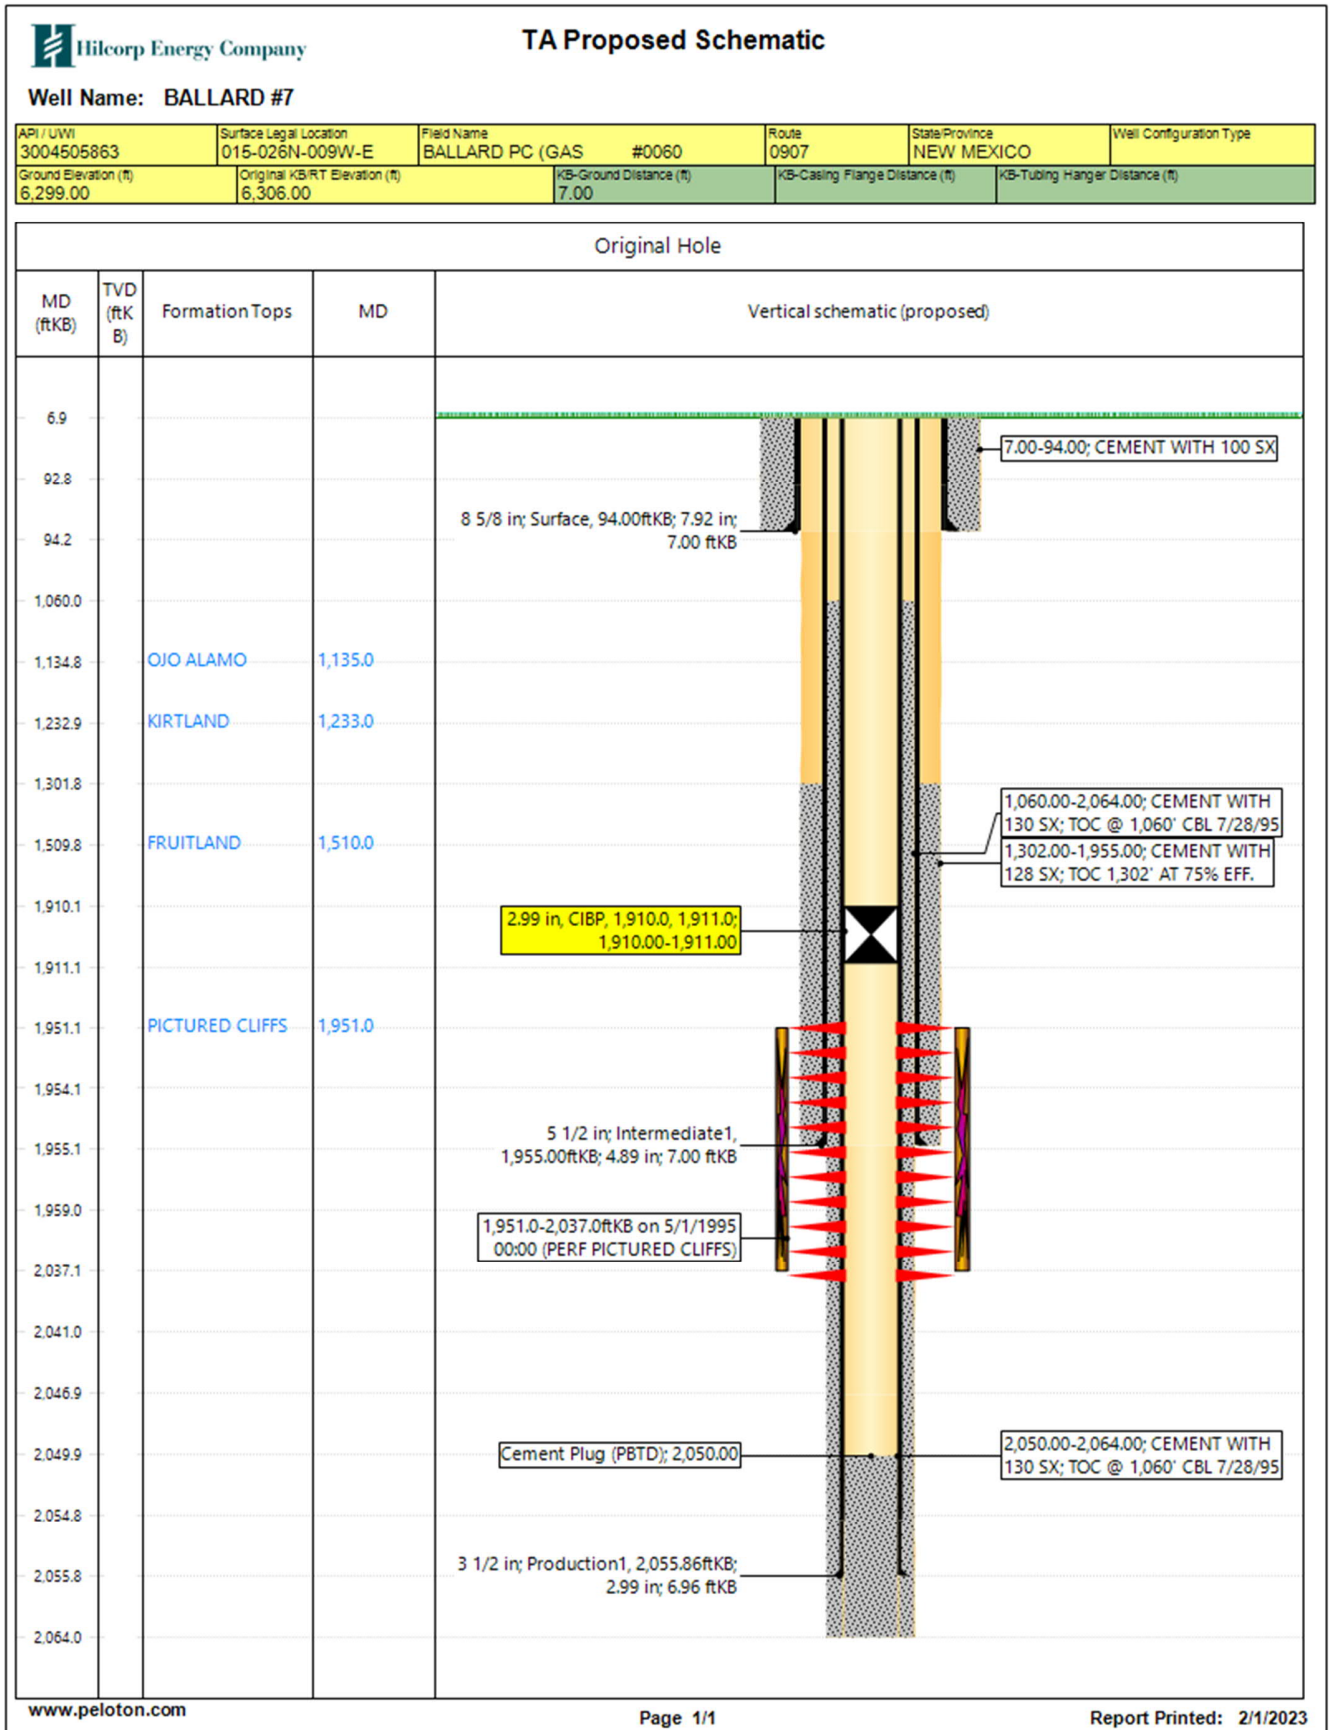 Hilcorp Energy Company
TA Proposed Schematic
Well Name: BALLARD #7
API / UWI
3004505863
Surface Legal Location
015-026N-009W-E
Field Name
BALLARD PC (GAS #0060
Route
0907
State/Province
NEW MEXICO
Well Configuration Type
Ground Elevation (ft)
6,299.00
Original KB/RT Elevation (ft)
6,306.00
KB-Ground Distance (ft)
7.00
KB-Casing Flange Distance (ft)
KB-Tubing Hanger Distance (ft)
Original Hole
MD
(ftKB)
TVD
(ftK
B)
Formation Tops
MD
Vertical schematic (proposed)
6.9
7.00-94.00; CEMENT WITH 100 SX
92.8
8 5/8 in; Surface, 94.00ftKB; 7.92 in;
7.00 ftKB
94.2
1,060.0
1,134.8
OJO ALAMO
1,135.0
1,232.9
KIRTLAND
1,233.0
1,301.8
1,060.00-2,064.00; CEMENT WITH
130 SX; TOC @ 1,060' CBL 7/28/95
1,509.8
FRUITLAND
1,510.0
1,302.00-1,955.00; CEMENT WITH
128 SX; TOC 1,302' AT 75% EFF.
1,910.1
2.99 in, CIBP, 1,910.0, 1,911.0;
1,910.00-1,911.00
1,911.1
1,951.1
PICTURED CLIFFS
1,951.0
1,954.1
5 1/2 in; Intermediate1,
1,955.00ftKB; 4.89 in; 7.00 ftKB
1,955.1
1,959.0
1,951.0-2,037.0ftKB on 5/1/1995
00:00 (PERF PICTURED CLIFFS)
2,037.1
2,041.0
2,046.9
2,049.9
Cement Plug (PBTD); 2,050.00
2,050.00-2,064.00; CEMENT WITH
130 SX; TOC @ 1,060' CBL 7/28/95
2,054.8
3 1/2 in; Production1, 2,055.86ftKB;
2.99 in; 6.96 ftKB
2,055.8
2,064.0
www.peloton.com
Page 1/1
Report Printed: 2/1/2023